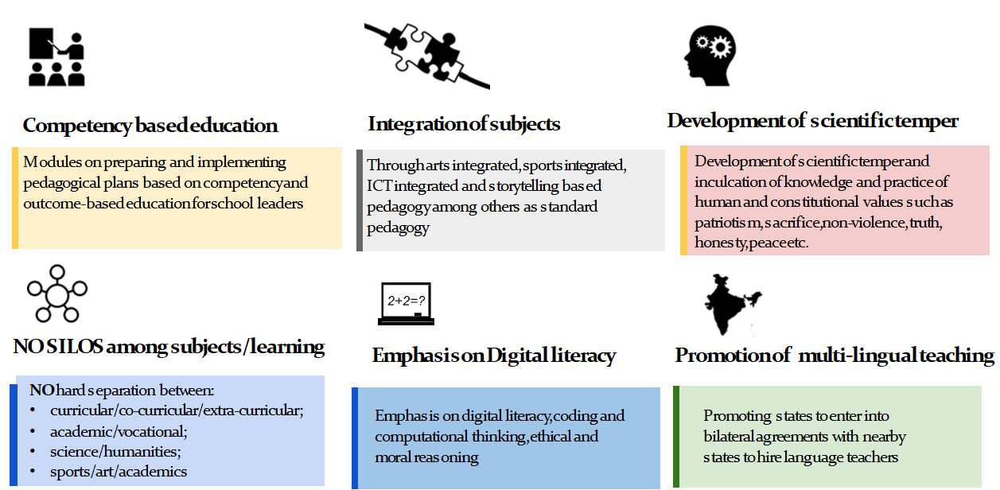 Competency based education
Modules on preparing and implementing
pedagogical plans based on competency and
outcome-based education for school leaders
Integration of subjects
Through arts integrated, sports integrated,
ICT integrated and storytelling based
pedagogy among others as standard
pedagogy
Development of scientific temper
Development of scientific temper and
inculcation of knowledge and practice of
human and constitutional values such as
patriotism, sacrifice, non-violence, truth,
honesty, peace etc.
NO SILOS among subjects/learning
NO hard separation between:
• curricular/co-curricular/extra-curricular;
• academic/vocational;
• science/humanities;
• sports/art/academics
2+2=?
Emphasis on Digital literacy
Emphasis on digital literacy, coding and
computational thinking, ethical and
moral reasoning
Promotion of multi-lingual teaching
Promoting states to enter into
bilateral agreements with nearby
states to hire language teachers